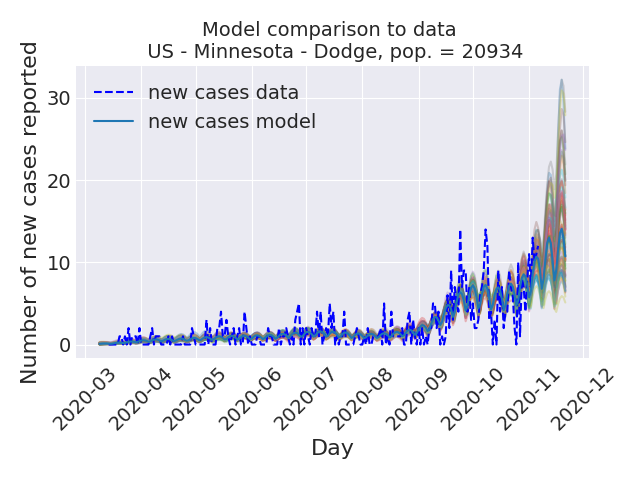 Model comparison to data
US - Minnesota - Dodge, pop. = 20934
Number of new cases reported
30
20
10
0
new cases data
new cases model
2020-03
2020-04
2020-05
2020-06
2020-07
2020-08
2020-09
2020-10
2020-11
2020-12
Day